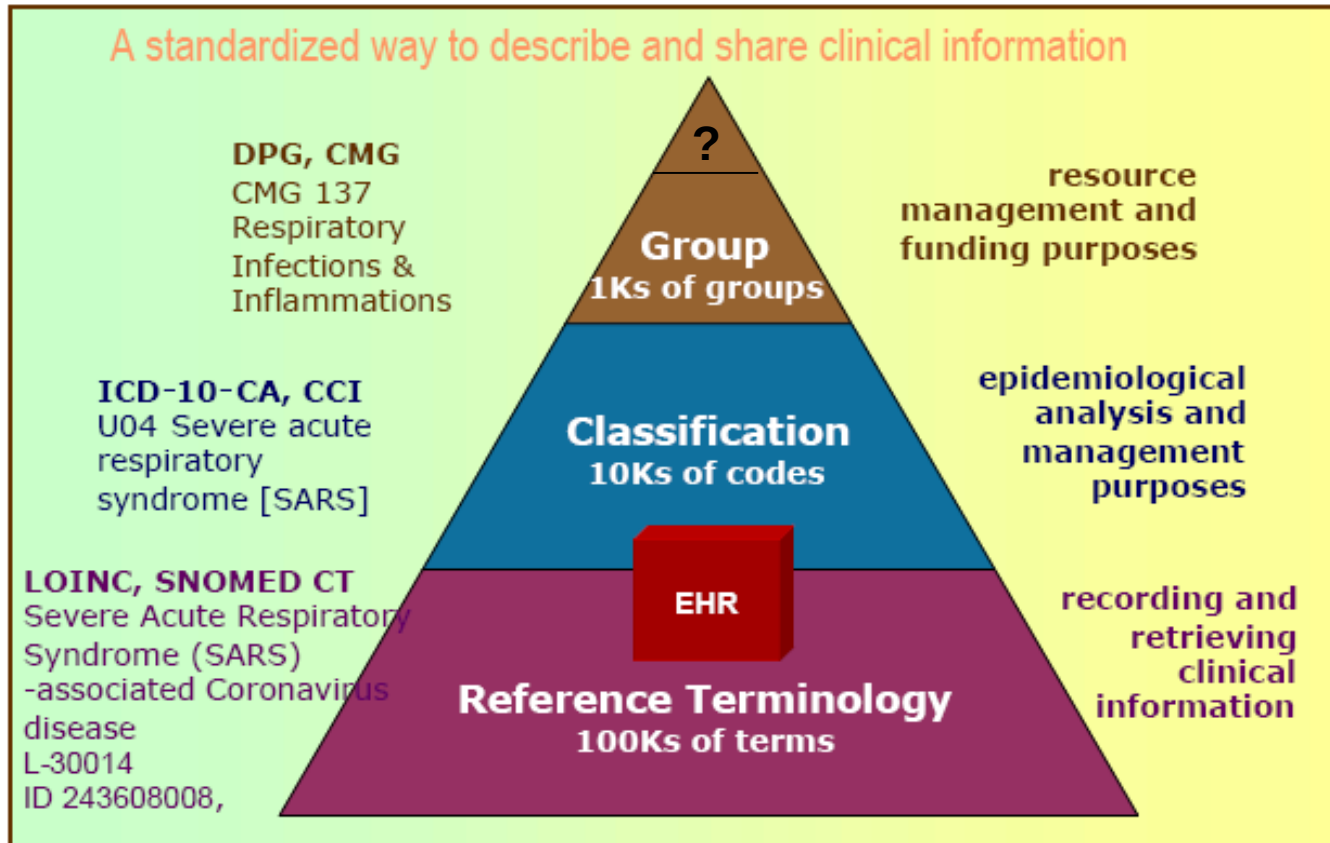 A standardized way to describe and share clinical information
?
DPG, CMG
CMG 137
Respiratory
Infections &
Inflammations
Group
1Ks of groups
resource
management and
funding purposes
ICD-10-CA, CCI
U04 Severe acute
respiratory
syndrome [SARS]
Classification
10Ks of codes
epidemiological
analysis and
management
purposes
EHR
LOINC, SNOMED CT
Severe Acute Respiratory
Syndrome (SARS)
-associated Coronavirus
disease
L-30014
ID 243608008,
Reference Terminology
100Ks of terms
recording and
retrieving
clinical
information